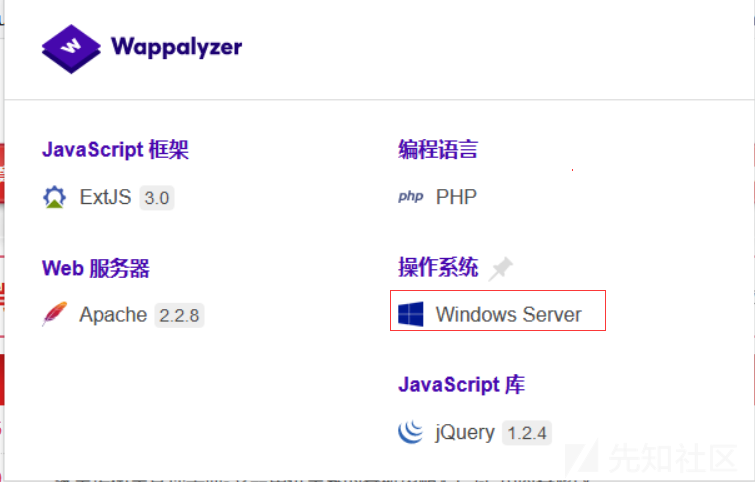 Wappalyzer
JavaScript 框架
ExtJS 3.0
编程语言
php PHP
Web 服务器
Apache 2.2.8
操作系统
Windows Server
JavaScript 库
jQuery 1.2.4
先知社区